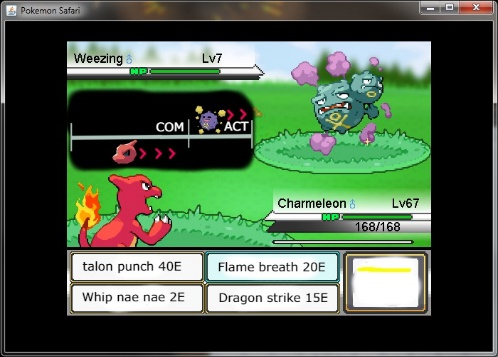 Pokemon Safari
Weezing♂ Lv7
HP
COM ACT
Charmeleon♂ Lv67
HP
168/168
talon punch 40E
Flame breath 20E
Whip nae nae 2E
Dragon strike 15E